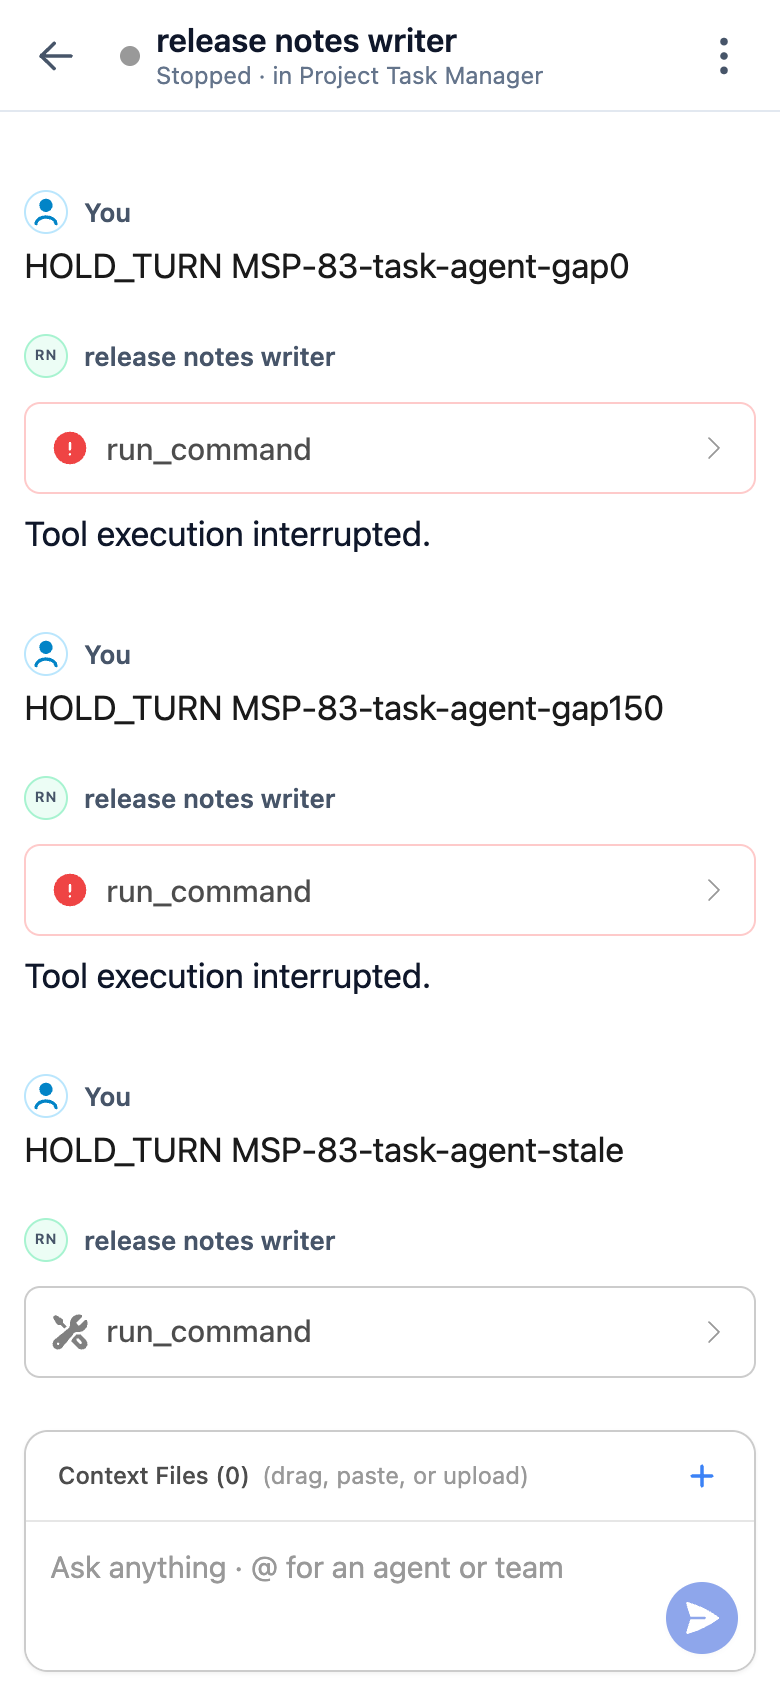 release notes writer
Stopped · in Project Task Manager
You
HOLD_TURN MSP-83-task-agent-gap0
RN release notes writer
run_command
Tool execution interrupted.
You
HOLD_TURN MSP-83-task-agent-gap150
RN release notes writer
run_command
Tool execution interrupted.
You
HOLD_TURN MSP-83-task-agent-stale
RN release notes writer
run_command
Context Files (0) (drag, paste, or upload)
Ask anything · @ for an agent or team